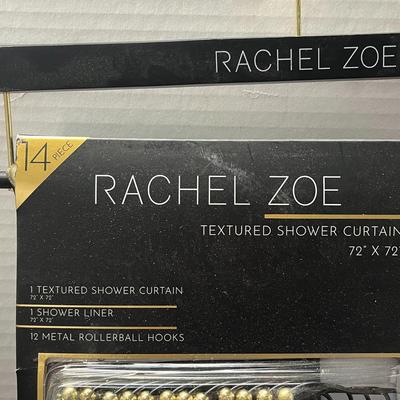 RACHEL ZOE
14 PIECE
RACHEL ZOE
TEXTURED SHOWER CURTAIN
72" X 72"
1 TEXTURED SHOWER CURTAIN
72" X 72"
1 SHOWER LINER
72" X 72"
12 METAL ROLLERBALL HOOKS